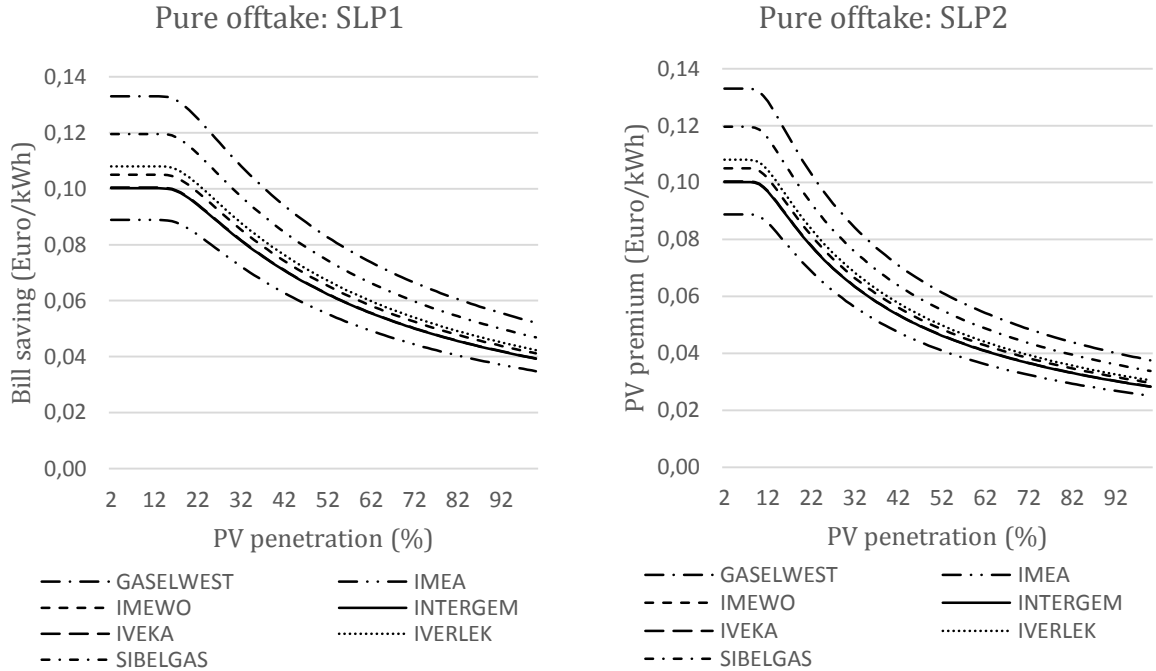 Pure offtake: SLP1
Bill saving (Euro/kWh)
0,14
0,12
0,10
0,08
0,06
0,04
0,02
0,00
2 12 22 32 42 52 62 72 82 92
PV penetration (%)
GASELWEST IMEA
IMEWO INTERGEM
IVEKA IVERLEK
SIBELGAS
Pure offtake: SLP2
PV premium (Euro/kWh)
0,14
0,12
0,10
0,08
0,06
0,04
0,02
0,00
2 12 22 32 42 52 62 72 82 92
PV penetration (%)
GASELWEST IMEA
IMEWO INTERGEM
IVEKA IVERLEK
SIBELGAS